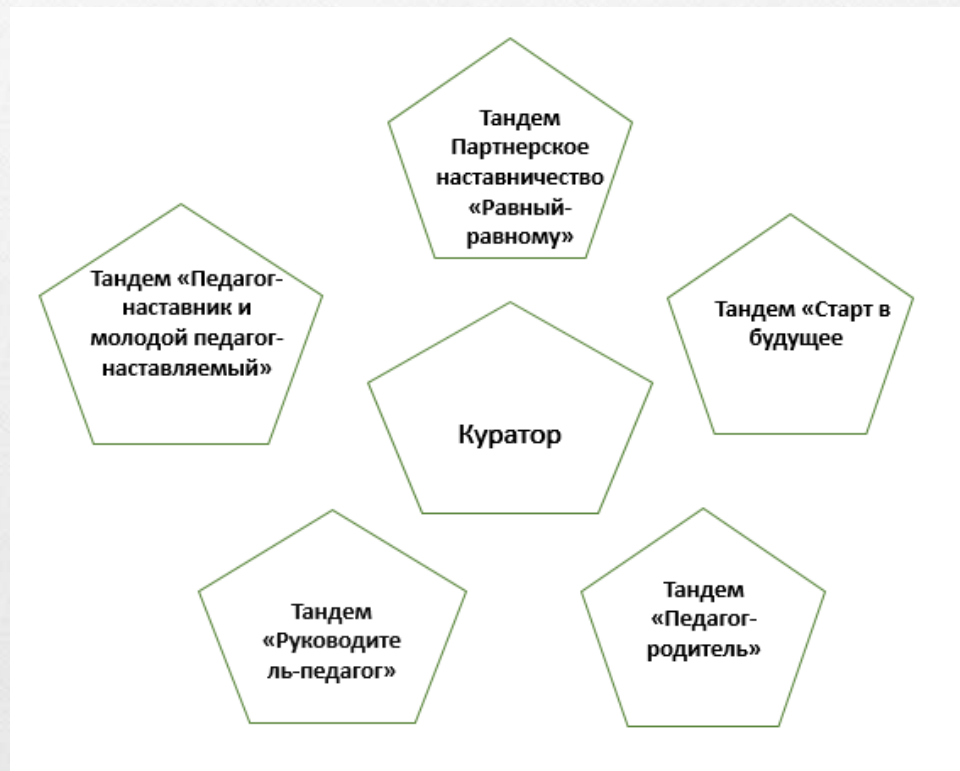 Тандем
Партнерское
наставничество
«Равный-
равному»
Тандем «Педагог-
наставник и
молодой педагог-
наставляемый»
Тандем «Старт в
будущее
Куратор
Тандем
«Руководите
ль-педагог»
Тандем
«Педагог-
родитель»